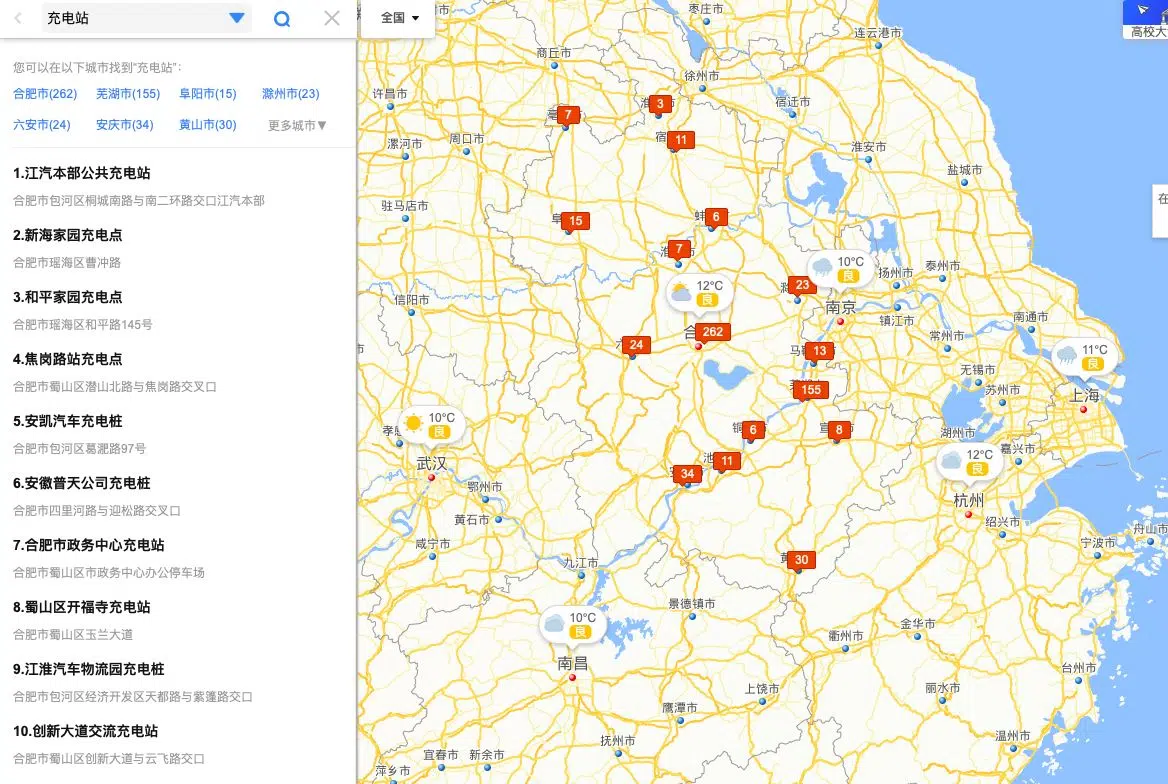 充电站
您可以在以下城市找到“充电站”:
合肥市(262) 芜湖市(155) 阜阳市(15) 滁州市(23)
六安市(24) 安庆市(34) 黄山市(30) 更多城市▼
1.江汽本部公共充电站
合肥市包河区桐城南路与南二环路交口江汽本部
2.新海家园充电点
合肥市瑶海区曹冲路
3.和平家园充电点
合肥市瑶海区和平路145号
4.焦岗路站充电点
合肥市蜀山区潜山北路与焦岗路交叉口
5.安凯汽车充电桩
合肥市包河区葛淝路97号
6.安徽普天公司充电桩
合肥市四里河路与迎松路交叉口
7.合肥市政务中心充电站
合肥市蜀山区市政务中心办公停车场
8.蜀山区开福寺充电站
合肥市蜀山区玉兰大道
9.江淮汽车物流园充电桩
合肥市包河区经济开发区天都路与紫篷路交口
10.创新大道交流充电站
合肥市蜀山区创新大道与云飞路交口
全国
枣庄市
连云港市
高校大
商丘市
徐州市
许昌市
宿迁市
7
3
11
漯河市
周口市
淮安市
盐城市
驻马店市
15
6
7
在
10°C
良
扬州市
泰州市
12°C
良
23
南京
信阳市
镇江市
南通市
262
常州市
24
13
11°C
良
无锡市
155
苏州市
上海
10°C
良
6
8
湖州市
嘉兴市
武汉
34
11
12°C
良
杭州
鄂州市
黄石市
绍兴市
舟山市
宁波市
咸宁市
九江市
30
景德镇市
10°C
良
金华市
衢州市
南昌
台州市
丽水市
上饶市
鹰潭市
温州市
抚州市
宜春市
新余市
萍乡市